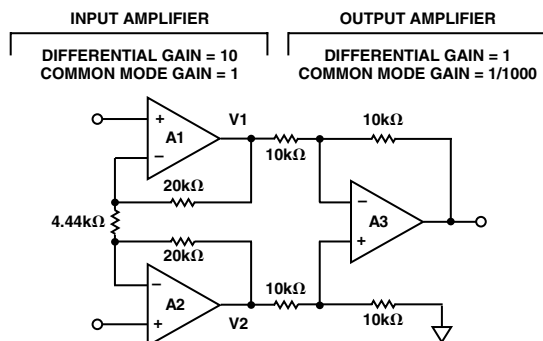 INPUT AMPLIFIER
OUTPUT AMPLIFIER
DIFFERENTIAL GAIN = 10
COMMON MODE GAIN = 1
DIFFERENTIAL GAIN = 1
COMMON MODE GAIN = 1/1000
+
A1
−
V1
10kΩ
10kΩ
20kΩ
4.44kΩ
20kΩ
−
A3
+
−
A2
+
V2
10kΩ
10kΩ